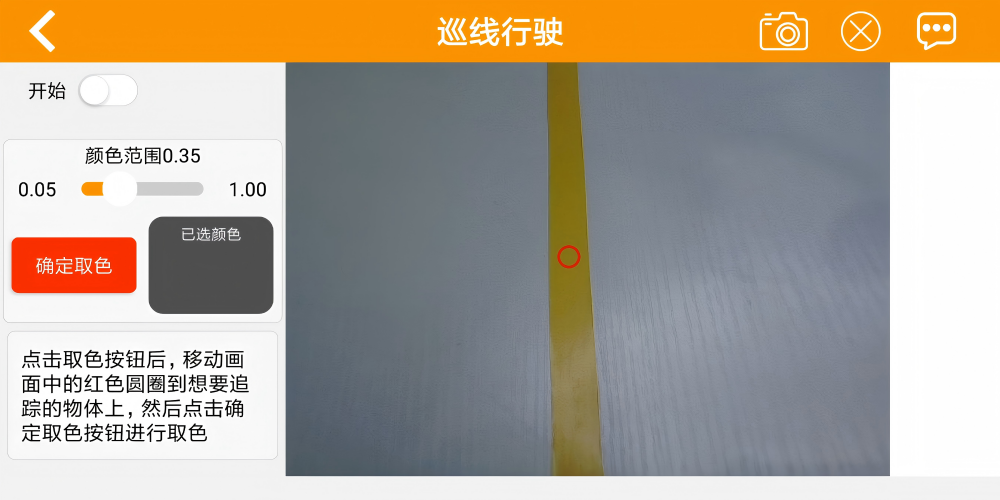 巡线行驶
开始
颜色范围0.35
0.05 1.00
确定取色
已选颜色
点击取色按钮后，移动画
面中的红色圆圈到想要追
踪的物体上，然后点击确
定取色按钮进行取色